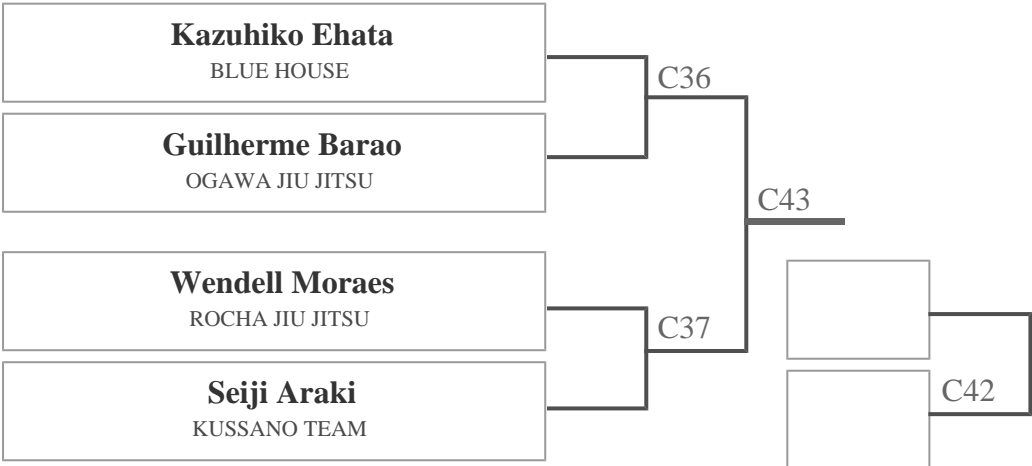 Kazuhiko Ehata
BLUE HOUSE
C36
Guilherme Barao
OGAWA JIU JITSU
C43
Wendell Moraes
ROCHA JIU JITSU
C37
Seiji Araki
KUSSANO TEAM
C42